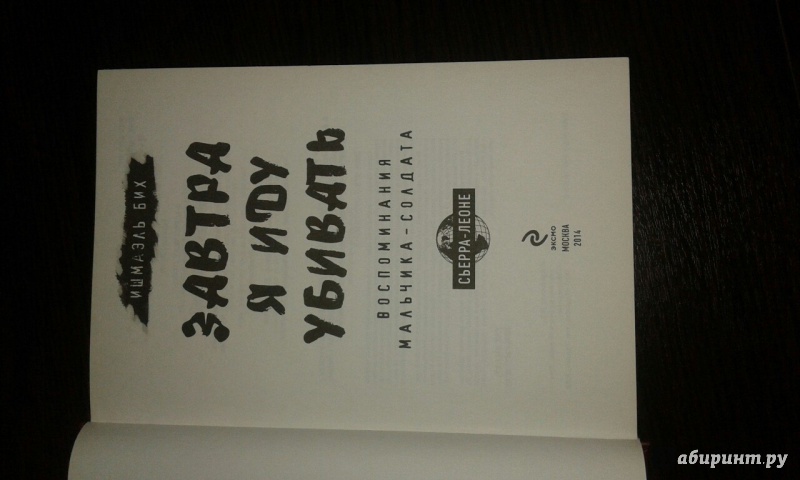 ИШМАЭЛЬ БИХ
ЗАВТРА
Я ИДУ
УБИВАТЬ
ВОСПОМИНАНИЯ
МАЛЬЧИКА-СОЛДАТА
СЬЕРРА-ЛЕОНЕ
ЭКСМО
МОСКВА
2014
абиринт.ру